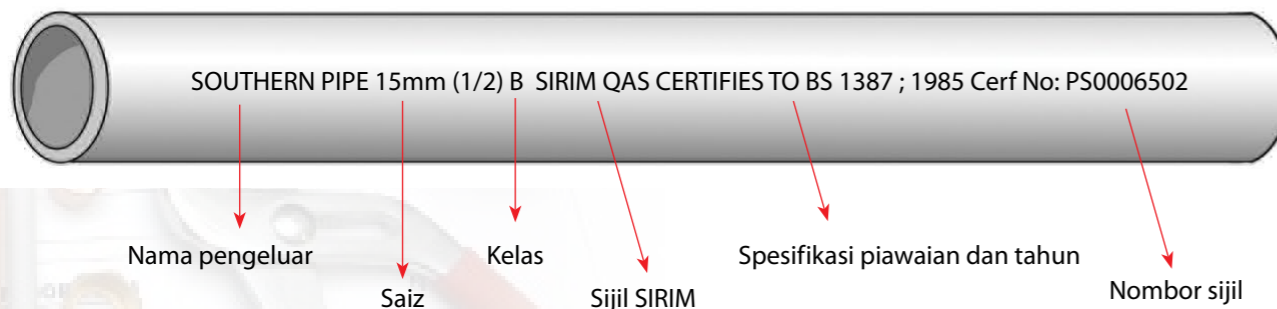 SOUTHERN PIPE 15mm (1/2) B SIRIM QAS CERTIFIES TO BS 1387 ; 1985 Cerf No: PS0006502
Nama pengeluar
Kelas
Spesifikasi piawaian dan tahun
Saiz
Sijil SIRIM
Nombor sijil